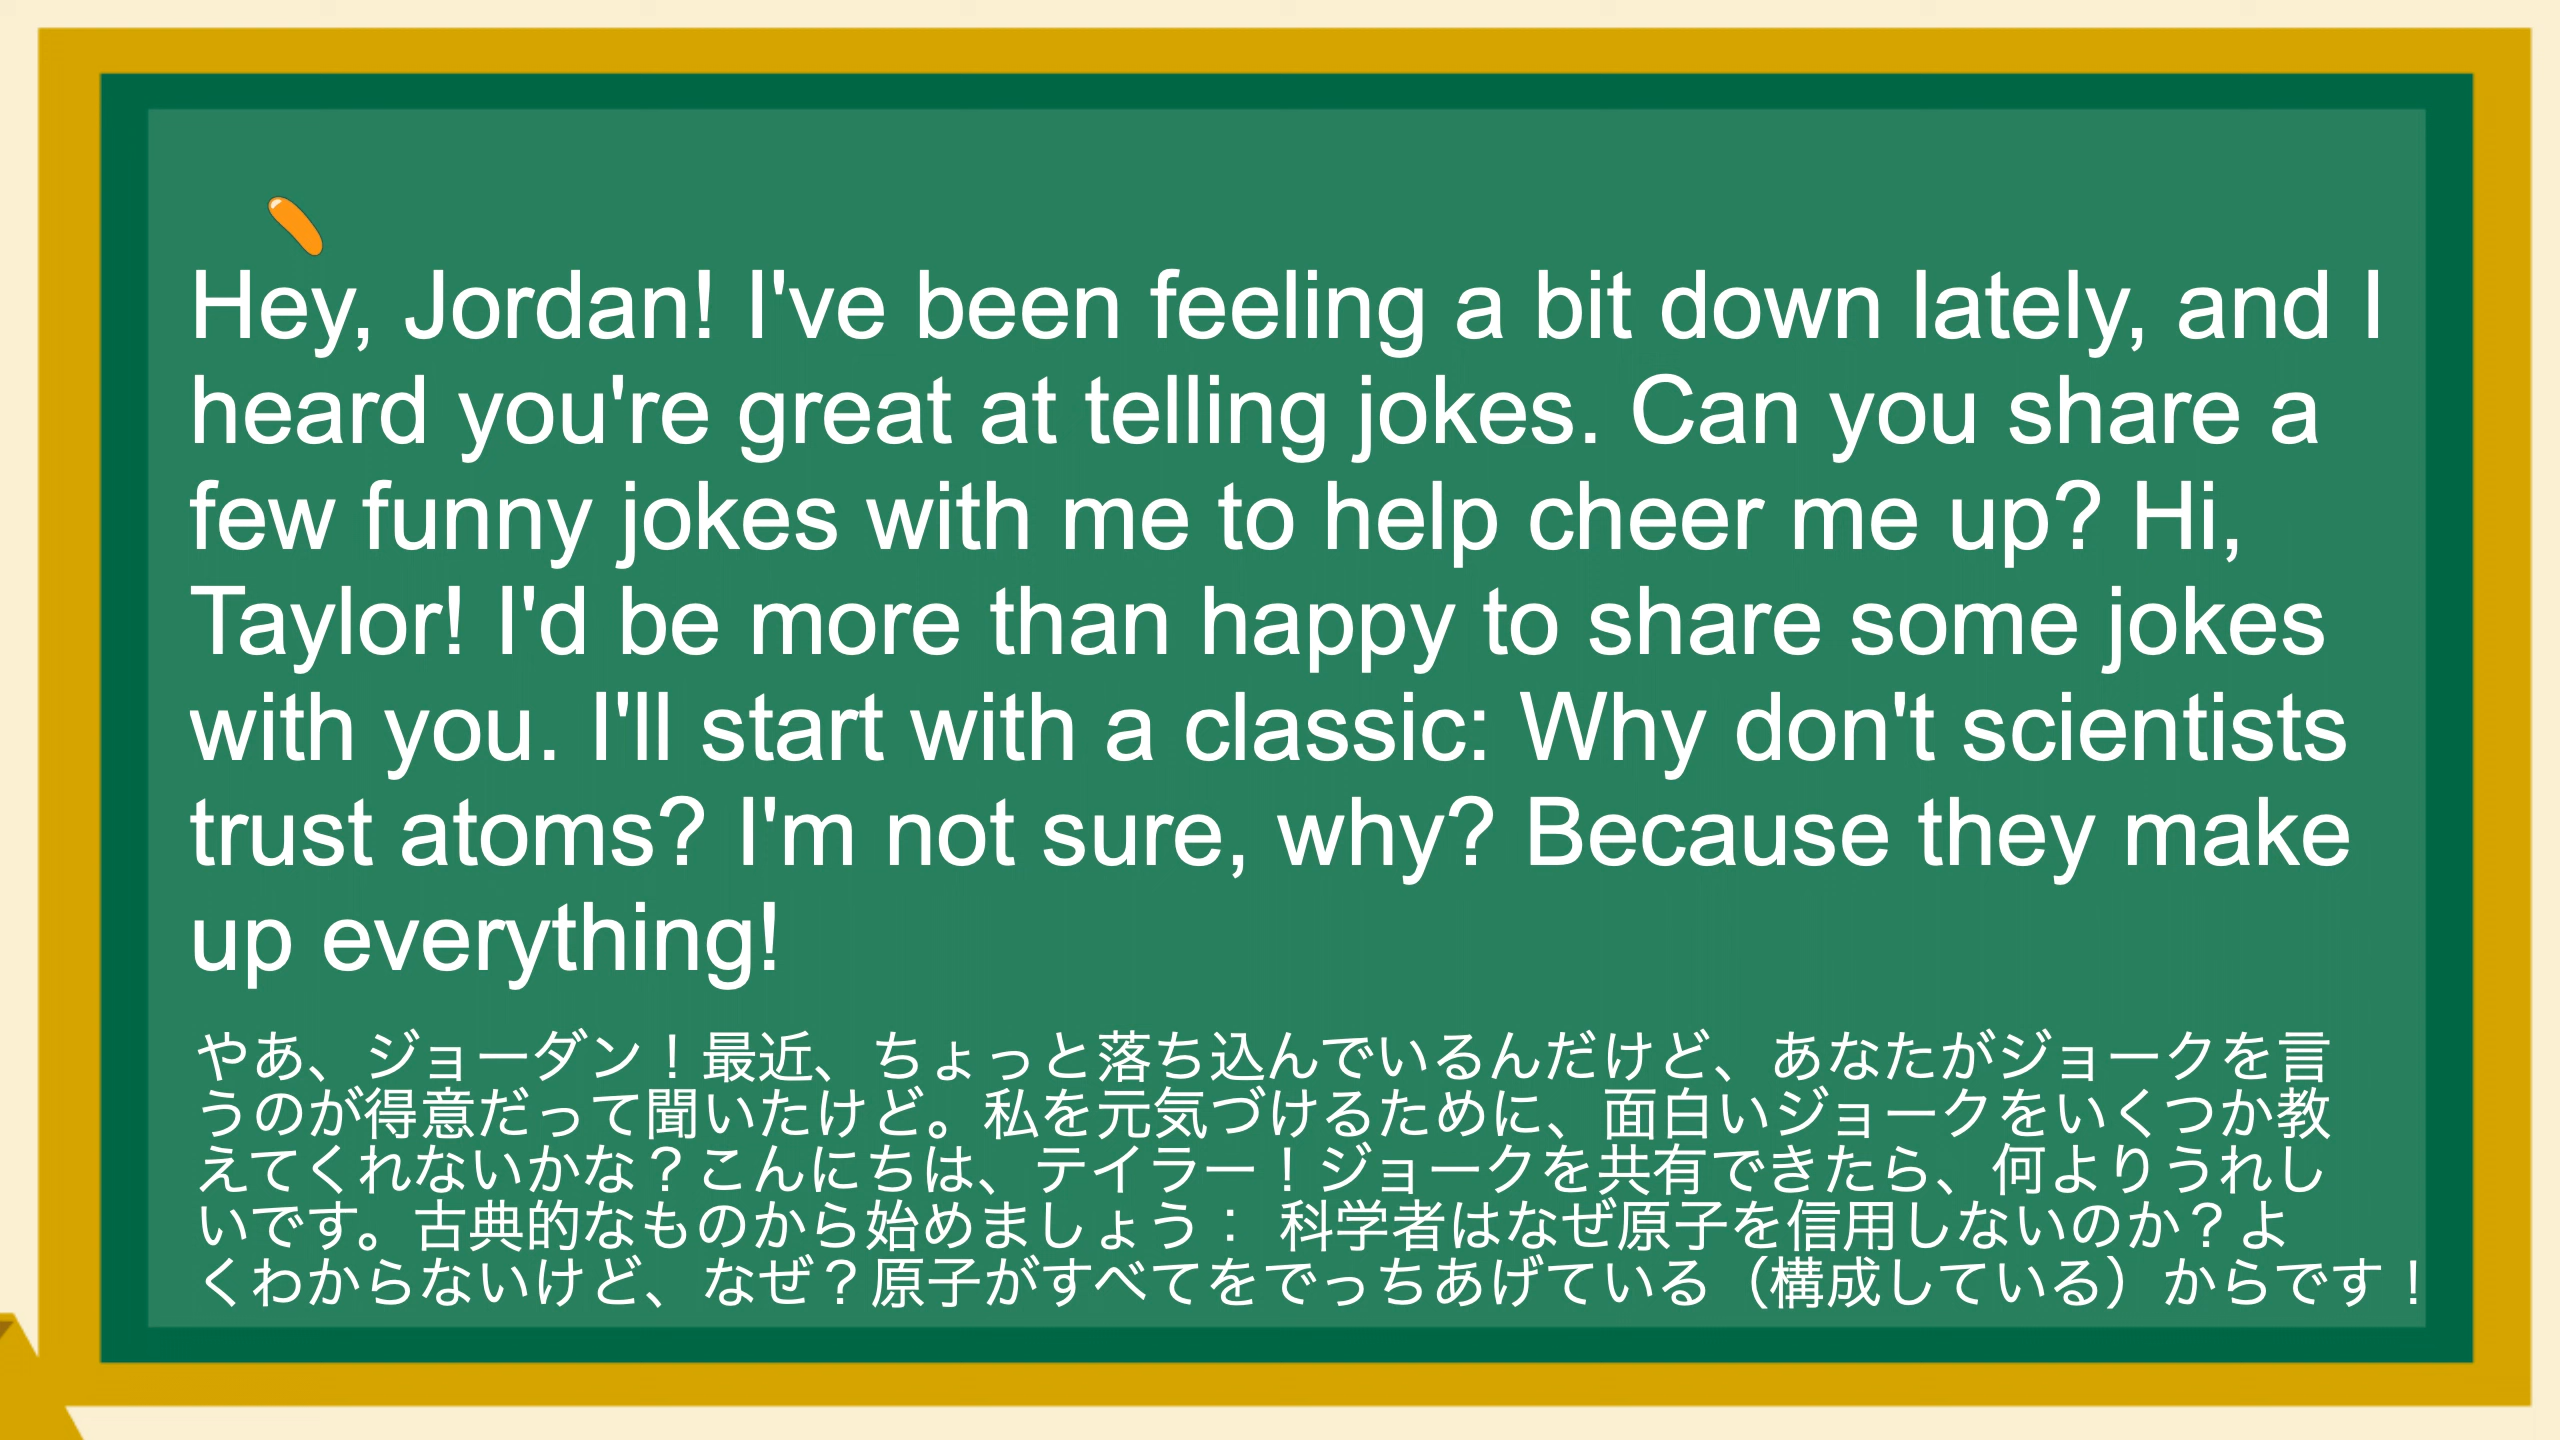 Hey, Jordan! I've been feeling a bit down lately, and I
heard you're great at telling jokes. Can you share a
few funny jokes with me to help cheer me up? Hi,
Taylor! I'd be more than happy to share some jokes
with you. I'll start with a classic: Why don't scientists
trust atoms? I'm not sure, why? Because they make
up everything!
やあ、ジョーダン！最近、ちょっと落ち込んでいるんだけど、あなたがジョークを言
うのが得意だって聞いたけど。私を元気づけるために、面白いジョークをいくつか教
えてくれないかな？こんにちは、テイラー！ジョークを共有できたら、何よりうれし
いです。古典的なものから始めましょう： 科学者はなぜ原子を信用しないのか？よ
くわからないけど、なぜ？原子がすべてをでっちあげている（構成している）からです！